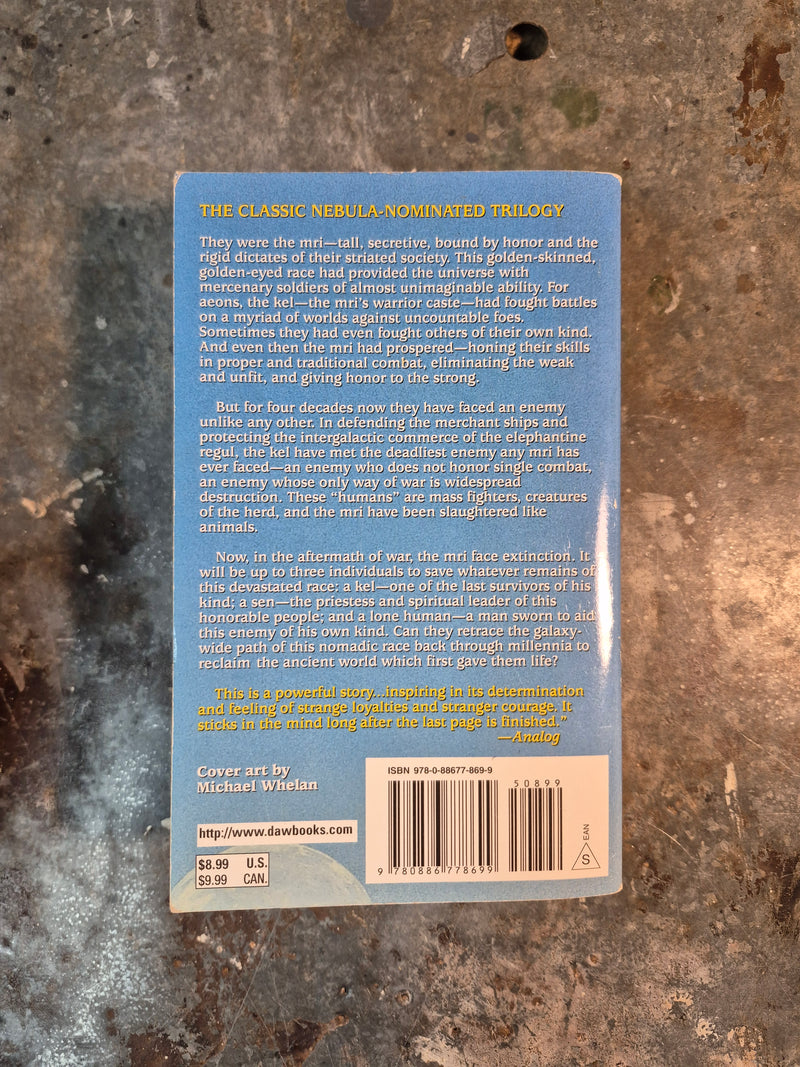 THE CLASSIC NEBULA-NOMINATED TRILOGY
They were the mri—tall, secretive, bound by honor and the
rigid dictates of their striated society. This golden-skinned,
golden-eyed race had provided the universe with
mercenary soldiers of almost unimaginable ability. For
aeons, the kel—the mri's warrior caste—had fought battles
on a myriad of worlds against uncountable foes.
Sometimes they had even fought others of their own kind.
And even then the mri had prospered—honing their skills
in proper and traditional combat, eliminating the weak
and unfit, and giving honor to the strong.
But for four decades now they have faced an enemy
unlike any other. In defending the merchant ships and
protecting the intergalactic commerce of the elephantine
regul, the kel have met the deadliest enemy any mri has
ever faced—an enemy who does not honor single combat,
an enemy whose only way of war is widespread
destruction. These "humans" are mass fighters, creatures
of the herd, and the mri have been slaughtered like
animals.
Now, in the aftermath of war, the mri face extinction. It
will be up to three individuals to save whatever remains of
this devastated race: a kel—one of the last survivors of his
kind; a sen—the priestess and spiritual leader of this
honorable people; and a lone human—a man sworn to aid
this enemy of his own kind. Can they retrace the galaxy-
wide path of this nomadic race back through millennia to
reclaim the ancient world which first gave them life?
This is a powerful story...inspiring in its determination
and feeling of strange loyalties and stranger courage. It
sticks in the mind long after the last page is finished."
—Analog
Cover art by
Michael Whelan
http://www.dawbooks.com
$8.99 U.S.
$9.99 CAN.
ISBN 978-0-88677-869-9
50899
9 780886 778699
EAN
S